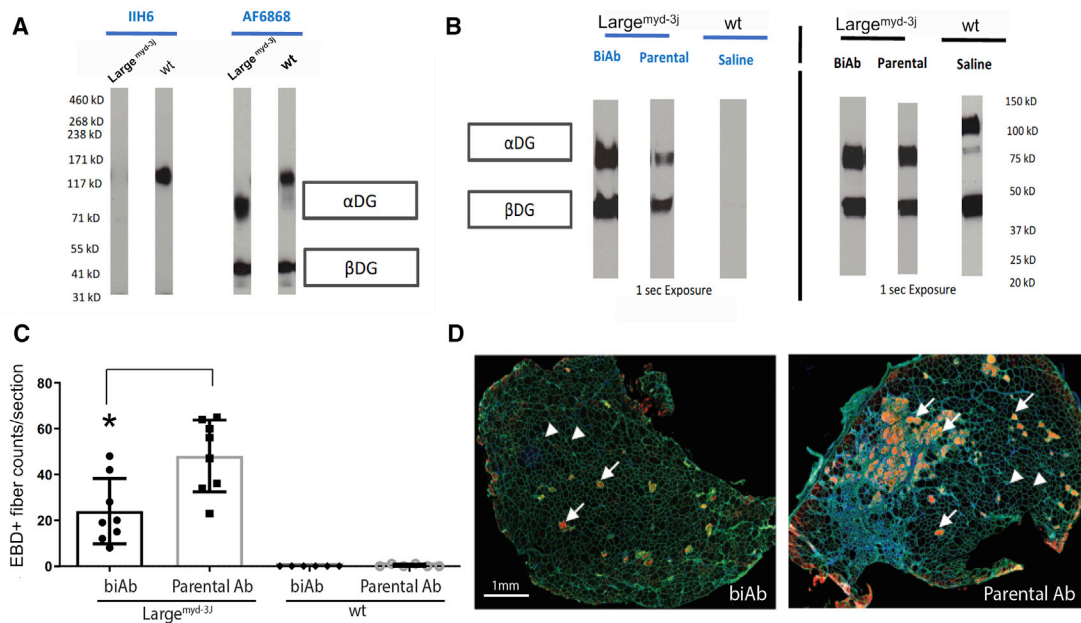 A
IIH6
AF6868
Large^myd-3j
wt
Large^myd-3j
wt
460 kD
268 kD
238 kD
171 kD
117 kD
71 kD
55 kD
41 kD
31 kD
αDG
βDG
B
Large^myd-3j
wt
BiAb
Parental
Saline
αDG
βDG
1 sec Exposure
Large^myd-3j
wt
BiAb
Parental
Saline
150 kD
100 kD
75 kD
50 kD
37 kD
25 kD
20 kD
1 sec Exposure
C
EBD+ fiber counts/section
80
60
40
20
0
*
biAb
Parental Ab
biAb
Parental Ab
Large^myd-3J
wt
D
1mm
biAb
Parental Ab